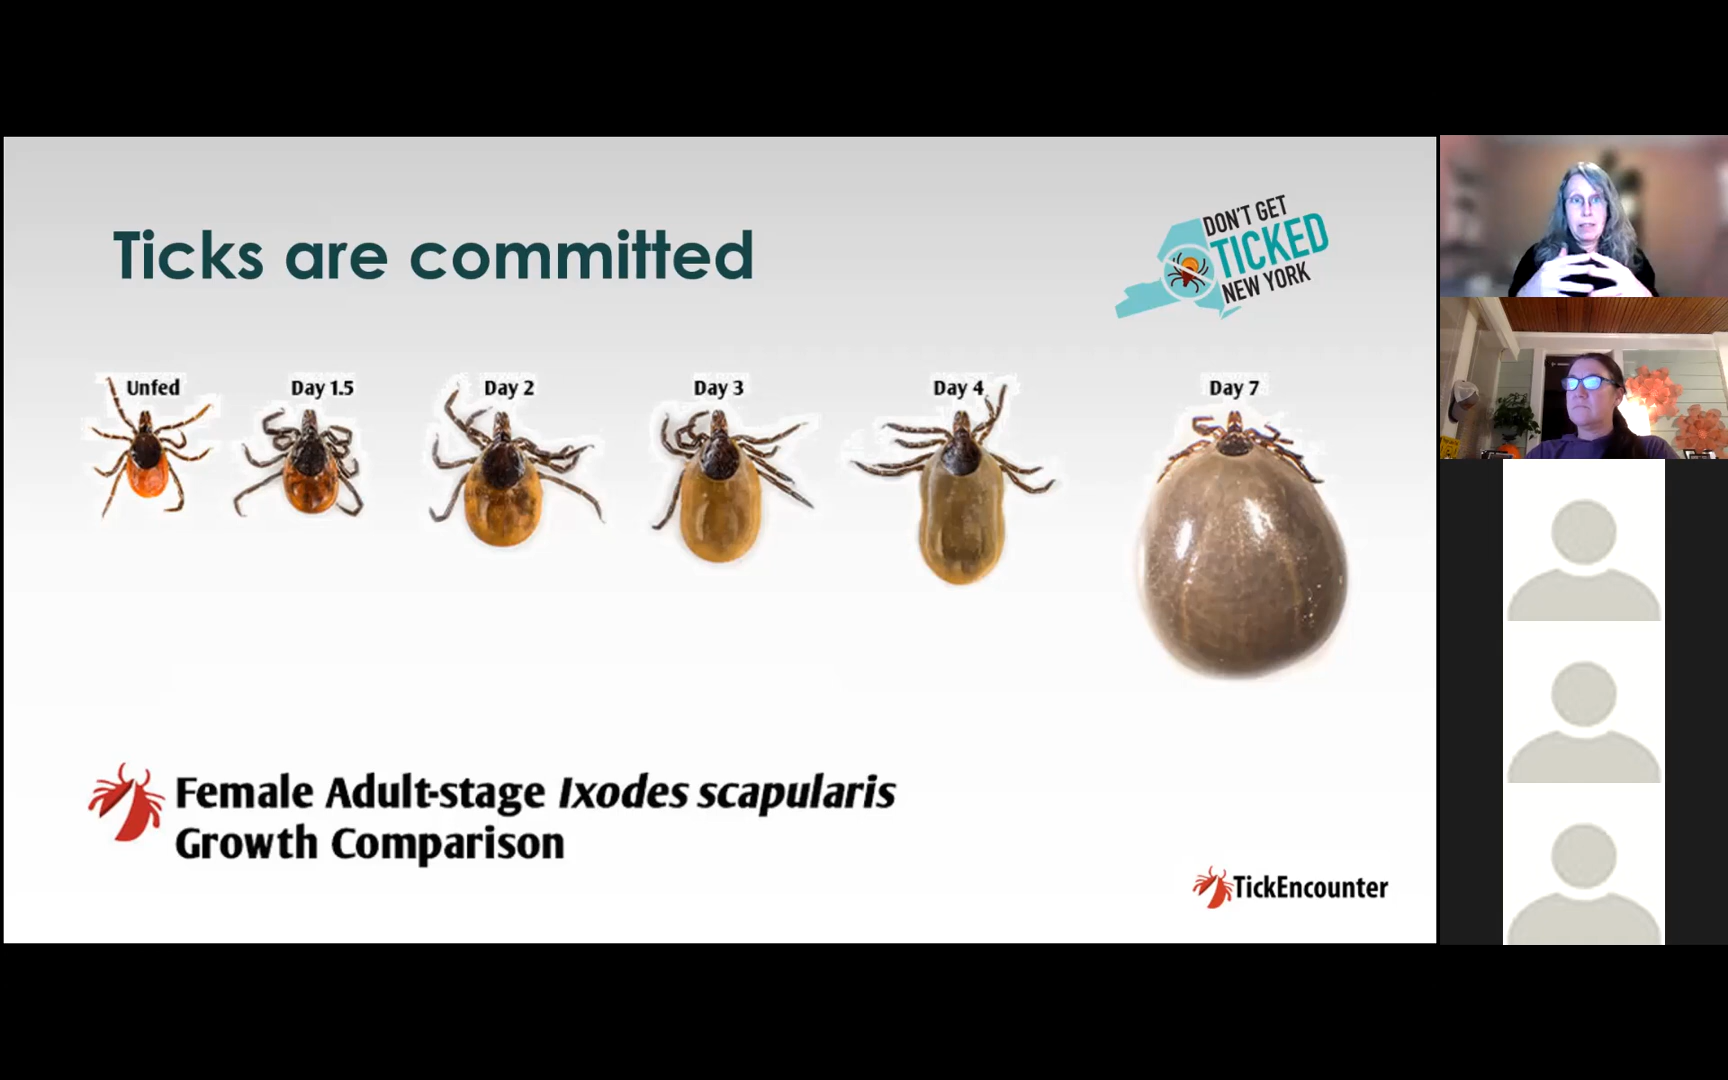 Ticks are committed
DON'T GET
TICKED
NEW YORK
Unfed
Day 1.5
Day 2
Day 3
Day 4
Day 7
Female Adult-stage Ixodes scapularis
Growth Comparison
TickEncounter